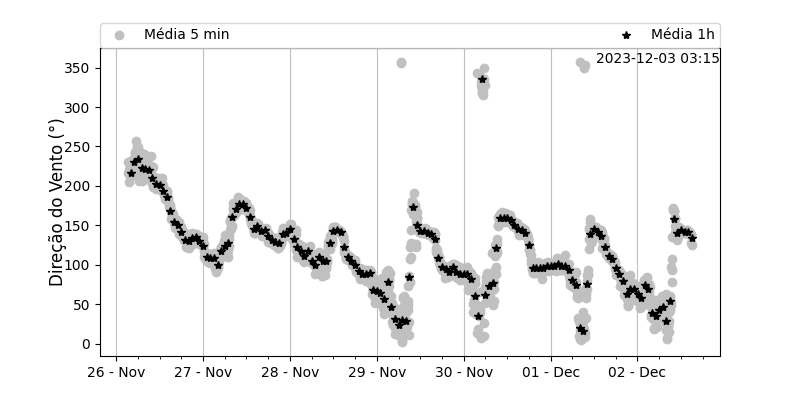 Média 5 min
Média 1h
2023-12-03 03:15
Direção do Vento (°)
350
300
250
200
150
100
50
0
26 - Nov
27 - Nov
28 - Nov
29 - Nov
30 - Nov
01 - Dec
02 - Dec